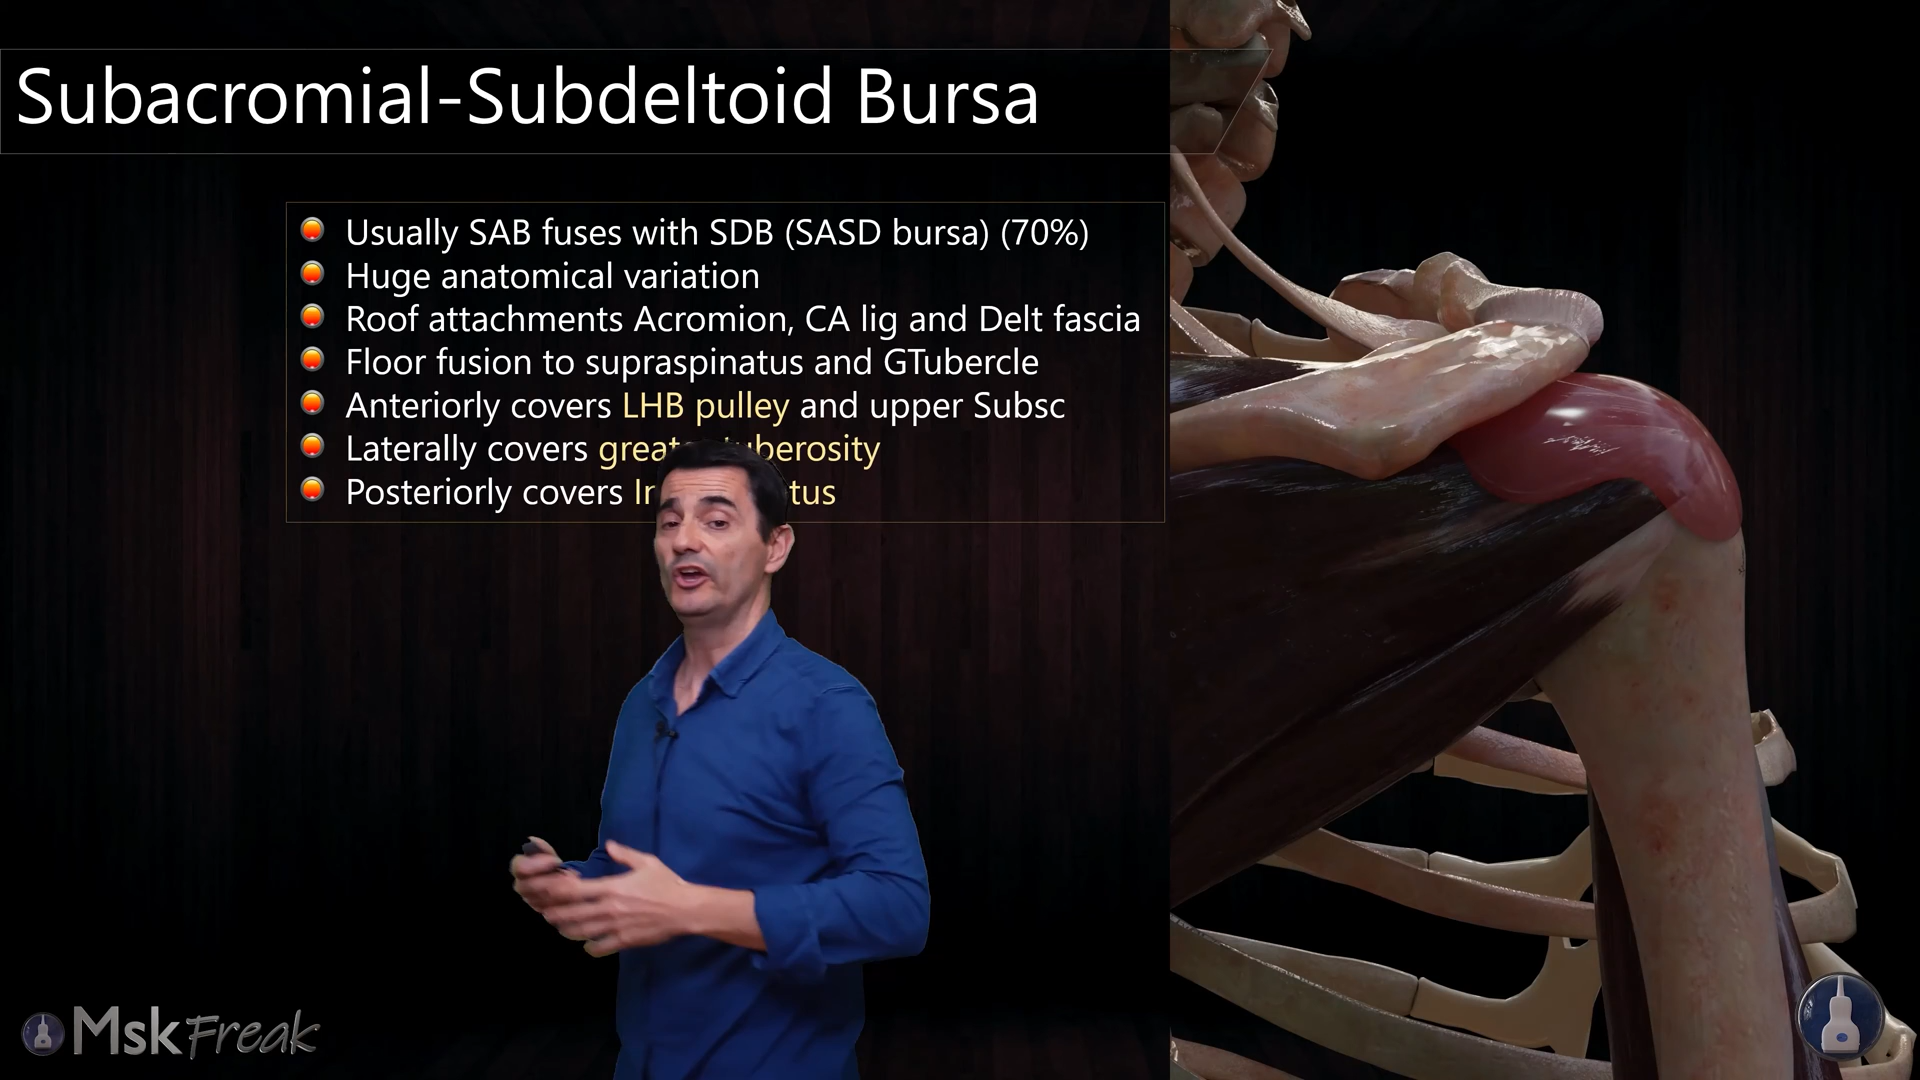 Subacromial-Subdeltoid Bursa
Usually SAB fuses with SDB (SASD bursa) (70%)
Huge anatomical variation
Roof attachments Acromion, CA lig and Delt fascia
Floor fusion to supraspinatus and GTubercle
Anteriorly covers LHB pulley and upper Subsc
Laterally covers
Posteriorly covers
MskFreak